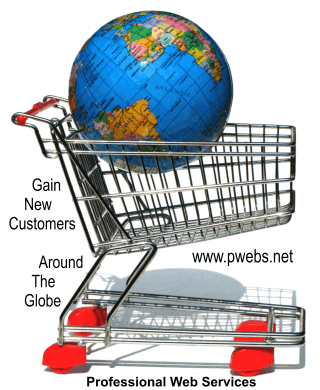 Gain
New
Customers
Around
The
Globe
www.pwebs.net
Professional Web Services